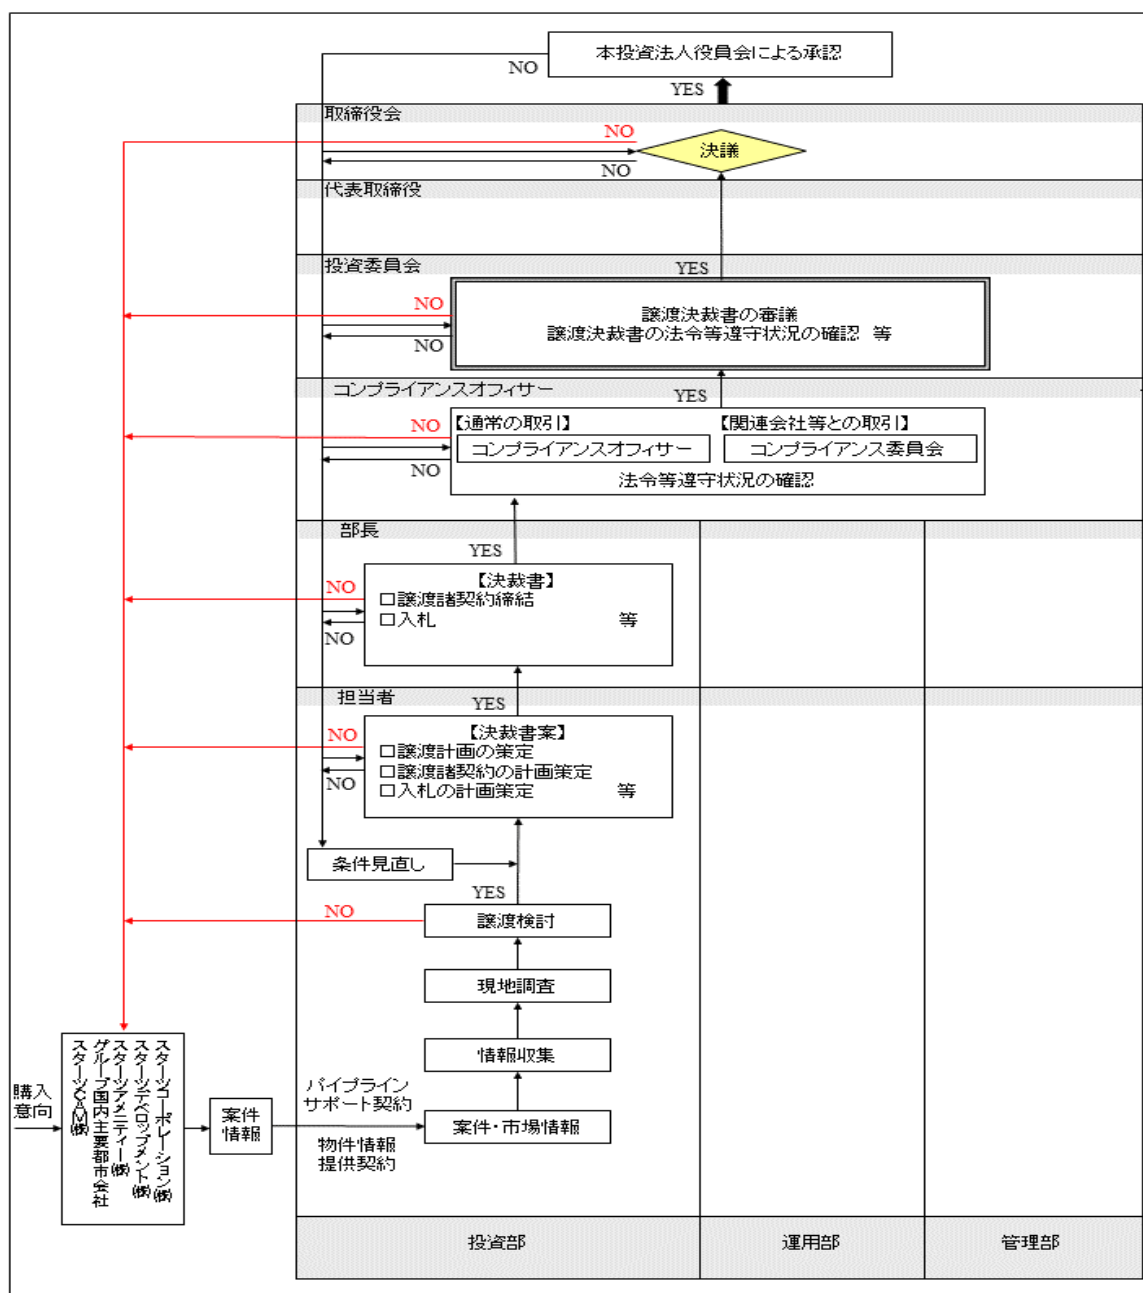 本投資法人役員会による承認
NO
YES
取締役会
NO
決議
NO
代表取締役
投資委員会
YES
NO
譲渡決裁書の審議
譲渡決裁書の法令等遵守状況の確認 等
NO
コンプライアンスオフィサー
YES
【通常の取引】
【関連会社等との取引】
NO
コンプライアンスオフィサー
コンプライアンス委員会
NO
法令等遵守状況の確認
部長
YES
【決裁書】
NO
□譲渡諸契約締結
□入札 等
NO
担当者
YES
【決裁書案】
NO
□譲渡計画の策定
□譲渡諸契約の計画策定
NO
□入札の計画策定 等
条件見直し
YES
NO
譲渡検討
現地調査
情報収集
スターツコーポレーション㈱
スターツデベロップメント㈱
スターツアメニティー㈱
グループ国内主要都市会社
スターツCAM㈱
購入
意向
案件
情報
パイプライン
サポート契約
物件情報
提供契約
案件・市場情報
投資部
運用部
管理部